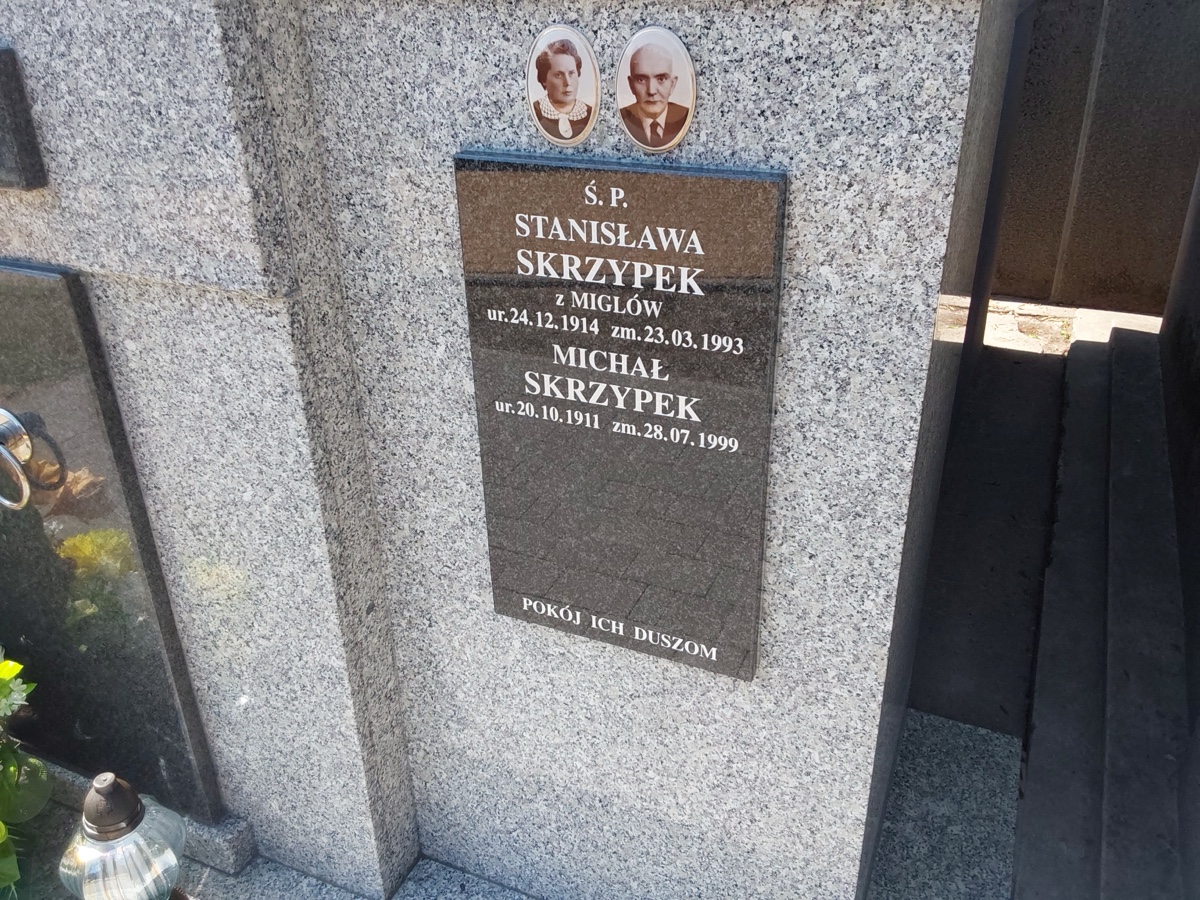 Ś. P.
STANISŁAWA
SKRZYPEK
z MIGLÓW
ur.24.12.1914 zm.23.03.1993
MICHAŁ
SKRZYPEK
ur.20.10.1911 zm.28.07.1999
POKÓJ ICH DUSZOM